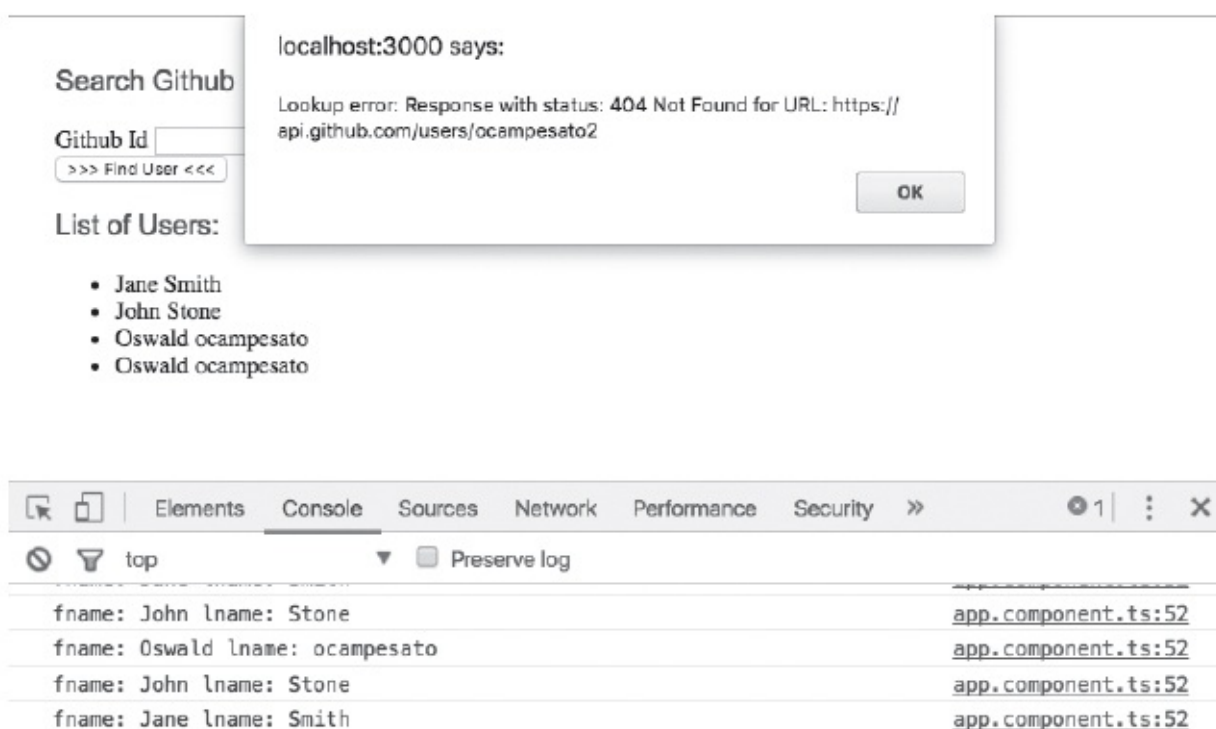 localhost:3000 says:
Lookup error: Response with status: 404 Not Found for URL: https://
api.github.com/users/ocampesato2
OK
Search Github
Github Id
>>> Find User <<<
List of Users:
• Jane Smith
• John Stone
• Oswald ocampesato
• Oswald ocampesato
Elements Console Sources Network Performance Security » 1
top ▼ Preserve log
fname: John lname: Stone app.component.ts:52
fname: Oswald lname: ocampesato app.component.ts:52
fname: John lname: Stone app.component.ts:52
fname: Jane lname: Smith app.component.ts:52